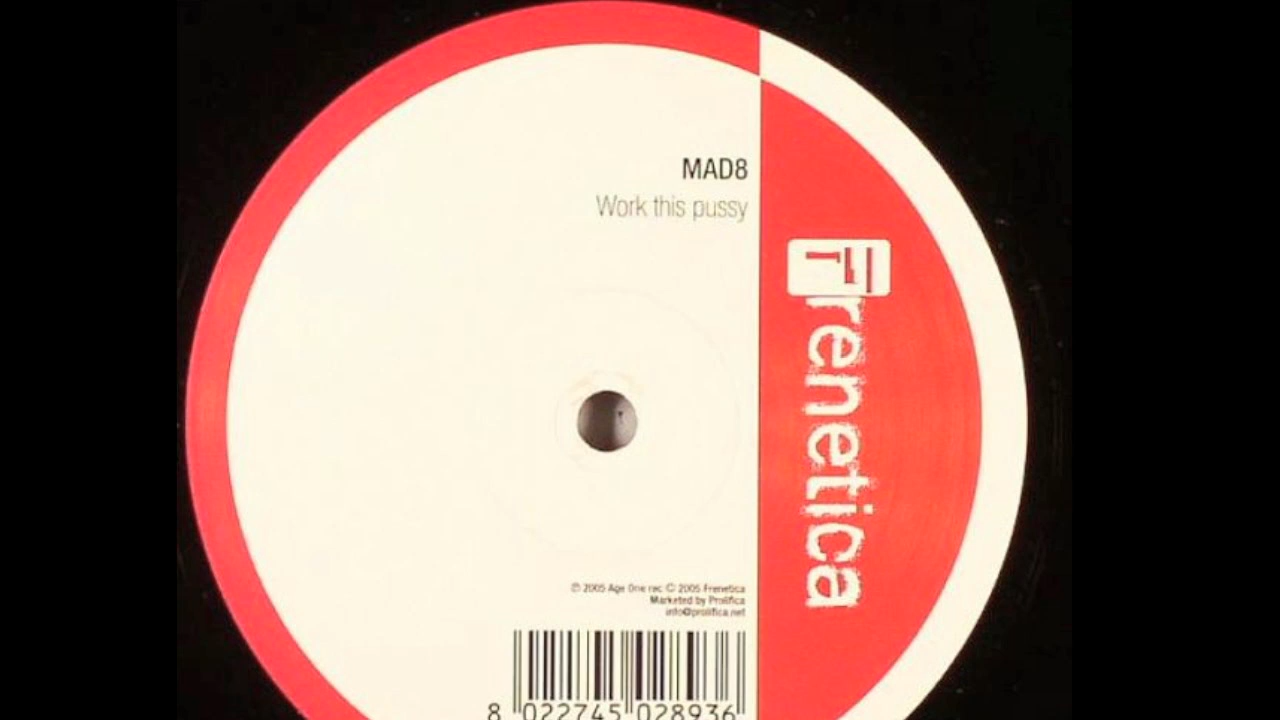 MAD8
Work this pussy
Frenetica
℗ 2005 Age One rec © 2005 Frenetica
Marketed by Prolifica
info@prolifica.net
8 022745 028936